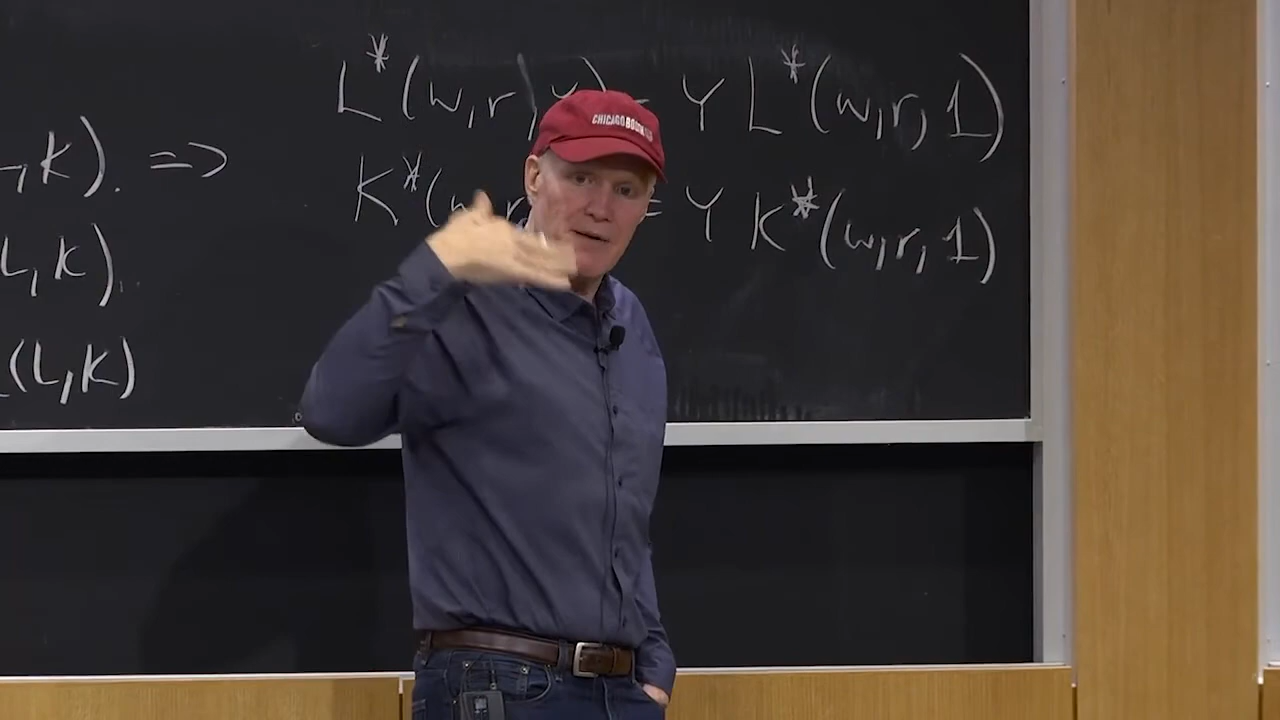 L*(w,r,Y) = Y L*(w,r,1)
,K). =>
K*(w,r = Y K*(w,r,1)
L,K)..
(L,K)
CHICAGO BOOTH